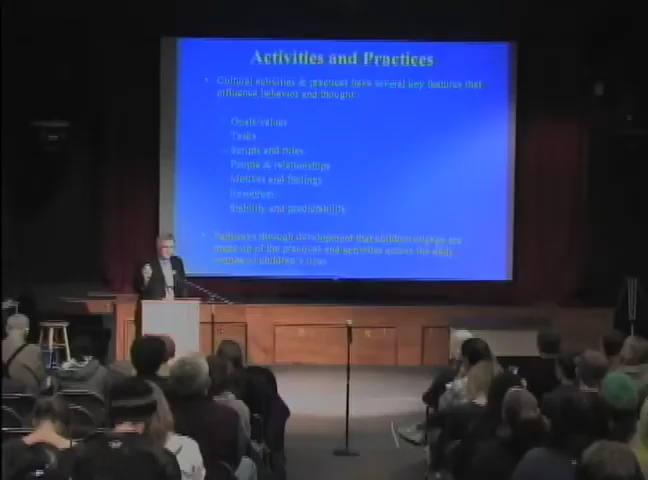 Activities and Practices
Cultural activities & practices have several key features that
influence behavior and thought:
Goals/values
Tasks
Scripts and rules
People & relationships
Motives and feelings
Resources
Stability and predictability
Pathways through development that children engage are
made up of the practices and activities across the daily
routine of children's lives